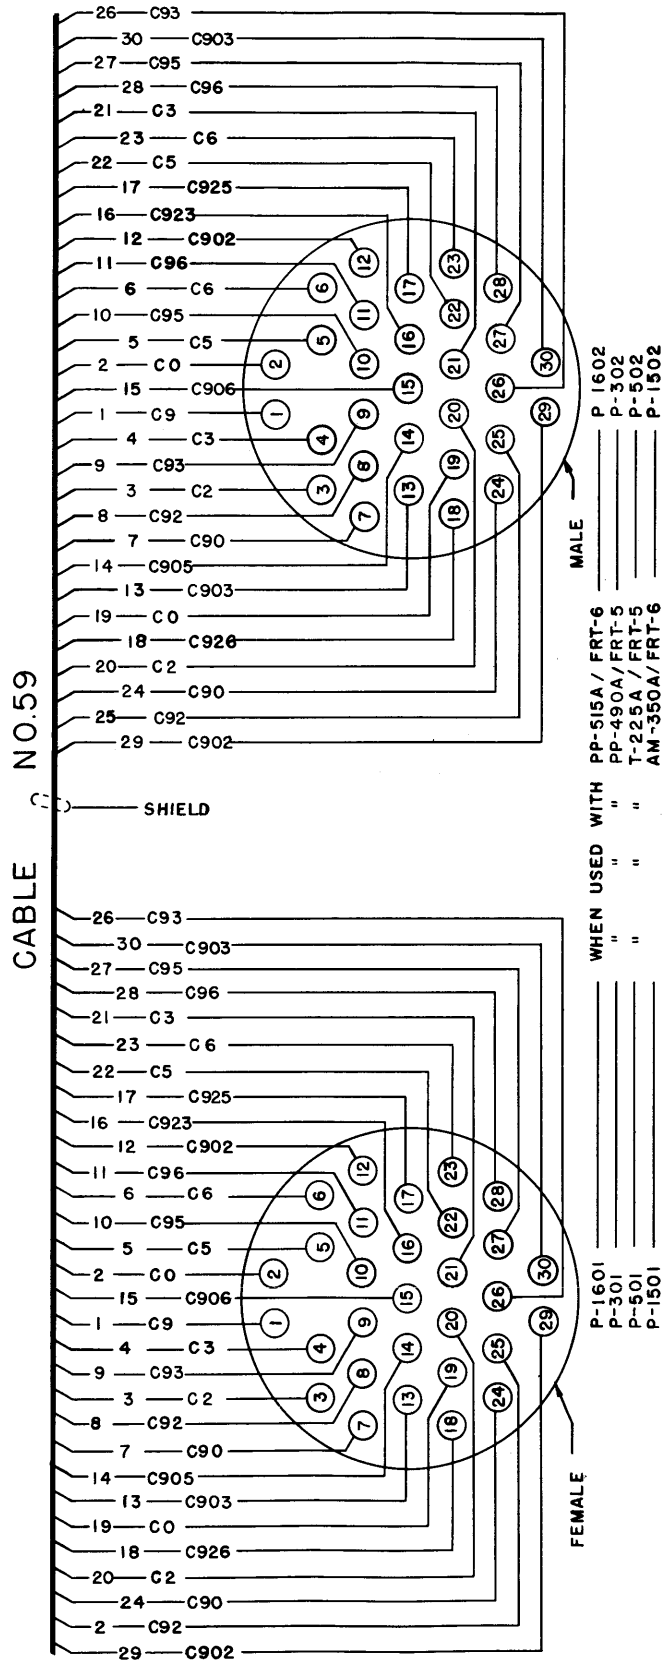 CABLE NO.59
26 C93
30 C903
27 C95
28 C96
21 C3
23 C6
22 C5
17 C925
16 C923
12 C902
11 C96
6 C6
10 C95
5 C5
2 C0
15 C906
1 C9
4 C3
9 C93
3 C2
8 C92
7 C90
14 C905
13 C903
19 C0
18 C926
20 C2
24 C90
25 C92
29 C902
12
23
6
17
28
11
22
5
16
27
2
10
21
30
15
26
1
9
20
29
4
14
25
8
19
3
13
24
7
18
MALE
SHIELD
26 C93
30 C903
27 C95
28 C96
21 C3
23 C6
22 C5
17 C925
16 C923
12 C902
11 C96
6 C6
10 C95
5 C5
2 C0
15 C906
1 C9
4 C3
9 C93
3 C2
8 C92
7 C90
14 C905
13 C903
19 C0
18 C926
20 C2
24 C90
2 C92
29 C902
12
23
6
17
28
11
22
5
16
27
2
10
21
30
15
26
1
9
20
29
4
14
25
8
19
3
13
24
7
18
FEMALE
P-1601 WHEN USED WITH PP-515A / FRT-6 P 1602
P-301 " " PP-490A/FRT-5 P-302
P-501 " " T-225A / FRT-5 P-502
P-1501 AM-350A/FRT-6 P-1502